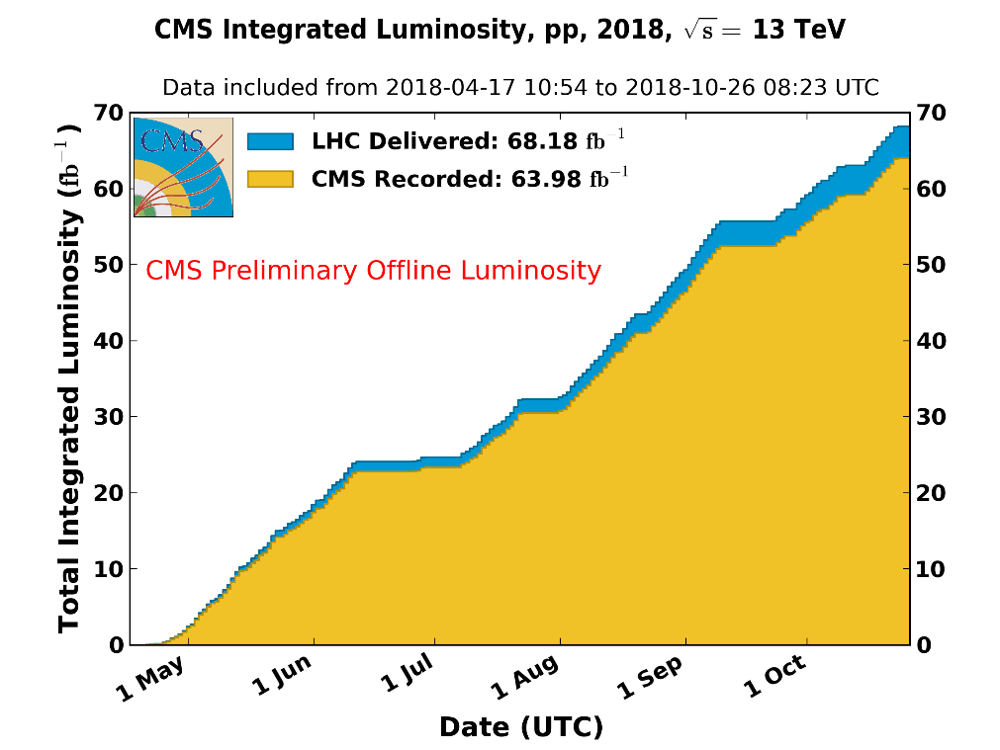 CMS Integrated Luminosity, pp, 2018, √s = 13 TeV
Data included from 2018-04-17 10:54 to 2018-10-26 08:23 UTC
CMS
LHC Delivered: 68.18 fb⁻¹
CMS Recorded: 63.98 fb⁻¹
CMS Preliminary Offline Luminosity
Total Integrated Luminosity (fb⁻¹)
70
60
50
40
30
20
10
0
70
60
50
40
30
20
10
0
1 May
1 Jun
1 Jul
1 Aug
1 Sep
1 Oct
Date (UTC)